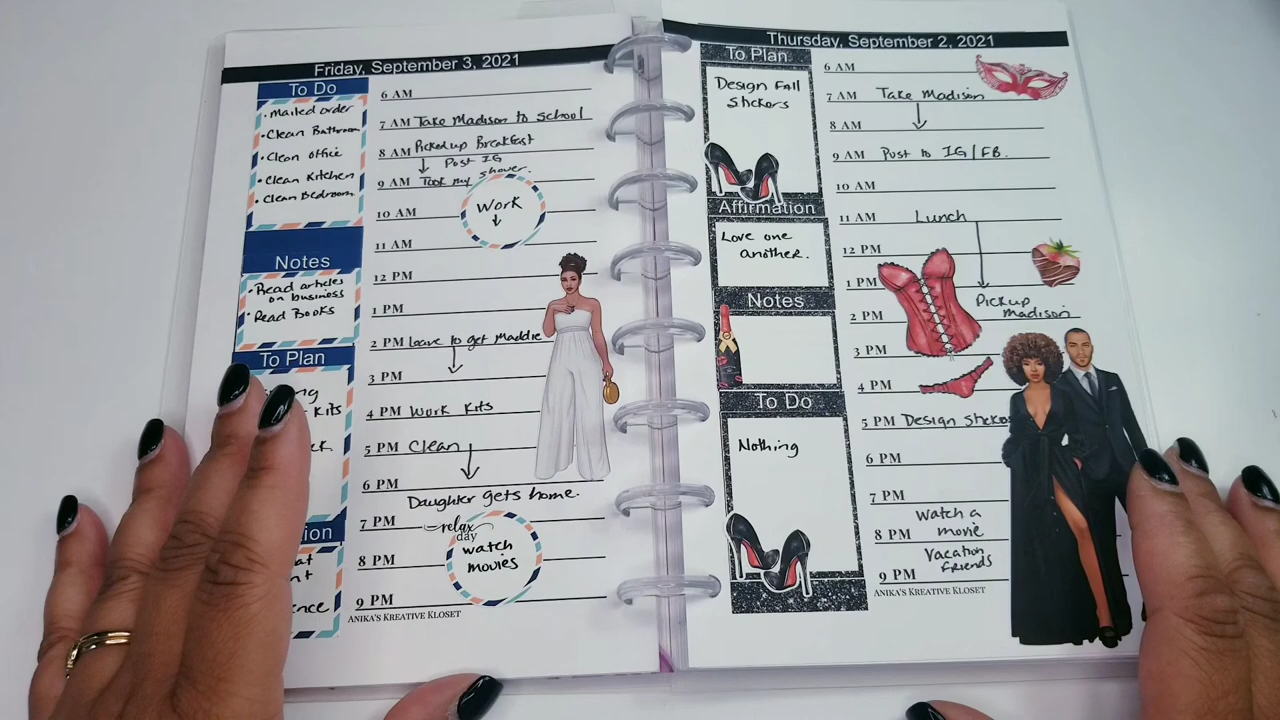 Friday, September 3, 2021
To Do
• Mailed order
• Clean Bathroom
• Clean office
• Clean Kitchen
• Clean Bedroom
Notes
• Read articles
on business
• Read Books
To Plan
kits
6 AM
7 AM Take Madison to School
8 AM Picked up Breakfast
Post IG
9 AM Took my shower.
Work
10 AM
11 AM
12 PM
1 PM
2 PM Leave to get Maddie
3 PM
4 PM Work Kits
5 PM Clean
6 PM
Daughter gets home.
7 PM
relax
day
watch
movies
8 PM
9 PM
ANIKA'S KREATIVE KLOSET
Thursday, September 2, 2021
To Plan
Design Fall
Stickers
Affirmation
Love one
another.
Notes
To Do
Nothing
6 AM
7 AM Take Madison
8 AM
9 AM Post to IG/FB.
10 AM
11 AM Lunch
12 PM
1 PM
Pickup
Madison
2 PM
3 PM
4 PM
5 PM Design
6 PM
7 PM
watch a
8 PM movie
Vacation
friends
9 PM
ANIKA'S KREATIVE KLOSET